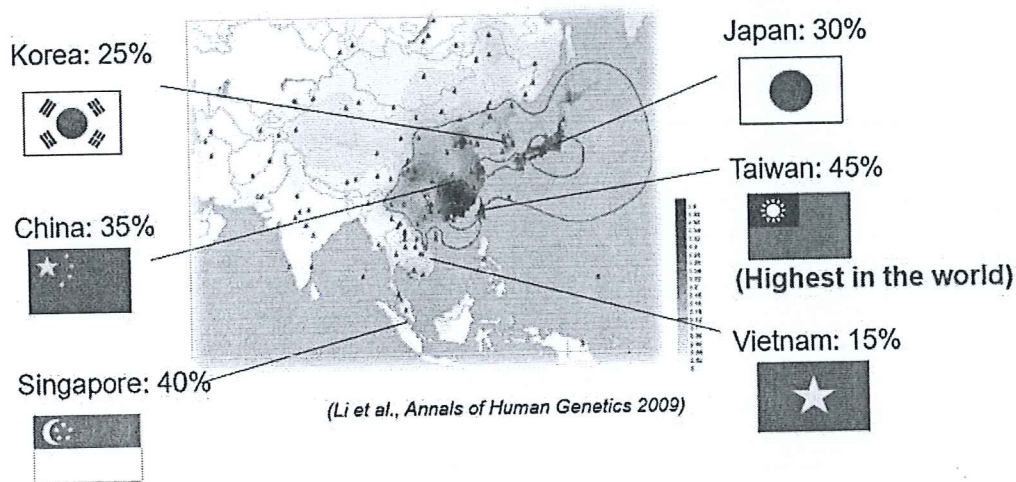 Korea: 25%
Japan: 30%
Taiwan: 45%
(Highest in the world)
China: 35%
Vietnam: 15%
Singapore: 40%
(Li et al., Annals of Human Genetics 2009)